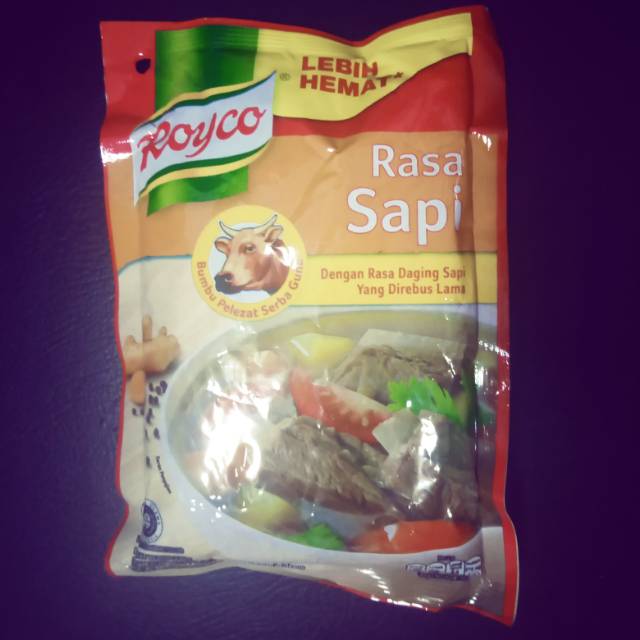 LEBIH
HEMAT*
Royco®
Rasa
Sapi
Bumbu Pelezat Serba Guna
Dengan Rasa Daging Sapi
Yang Direbus Lama